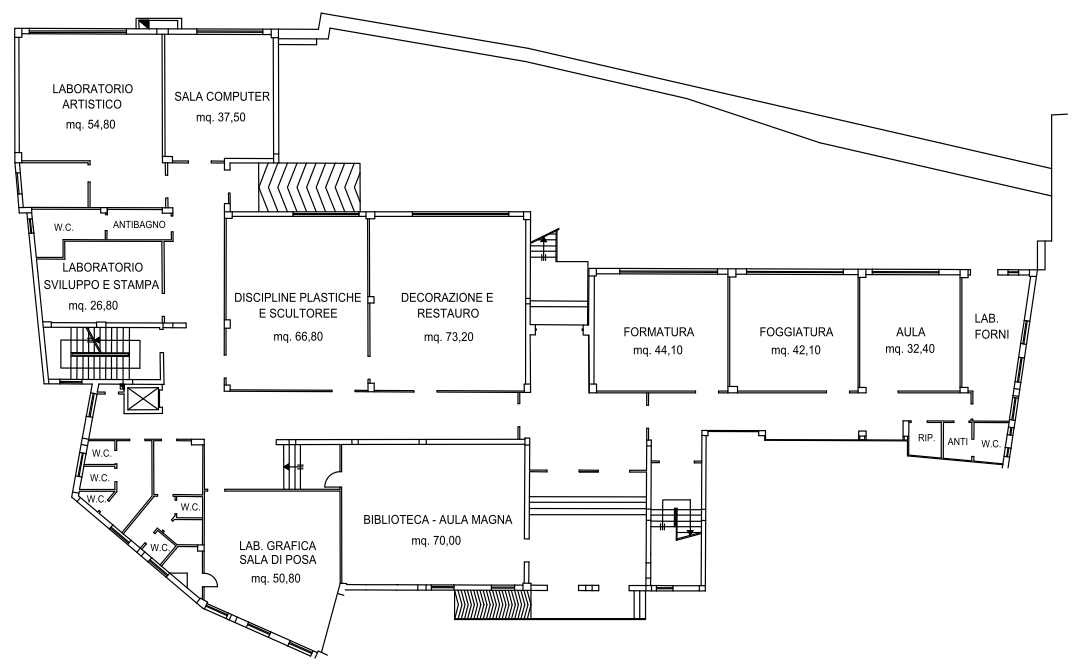 LABORATORIO
ARTISTICO
mq. 54,80
SALA COMPUTER
mq. 37,50
W.C.
ANTIBAGNO
LABORATORIO
SVILUPPO E STAMPA
mq. 26,80
DISCIPLINE PLASTICHE
E SCULTOREE
mq. 66,80
DECORAZIONE E
RESTAURO
mq. 73,20
FORMATURA
mq. 44,10
FOGGIATURA
mq. 42,10
AULA
mq. 32,40
LAB.
FORNI
RIP.
ANTI
W.C.
W.C.
W.C.
W.C.
W.C.
W.C.
LAB. GRAFICA
SALA DI POSA
mq. 50,80
BIBLIOTECA - AULA MAGNA
mq. 70,00